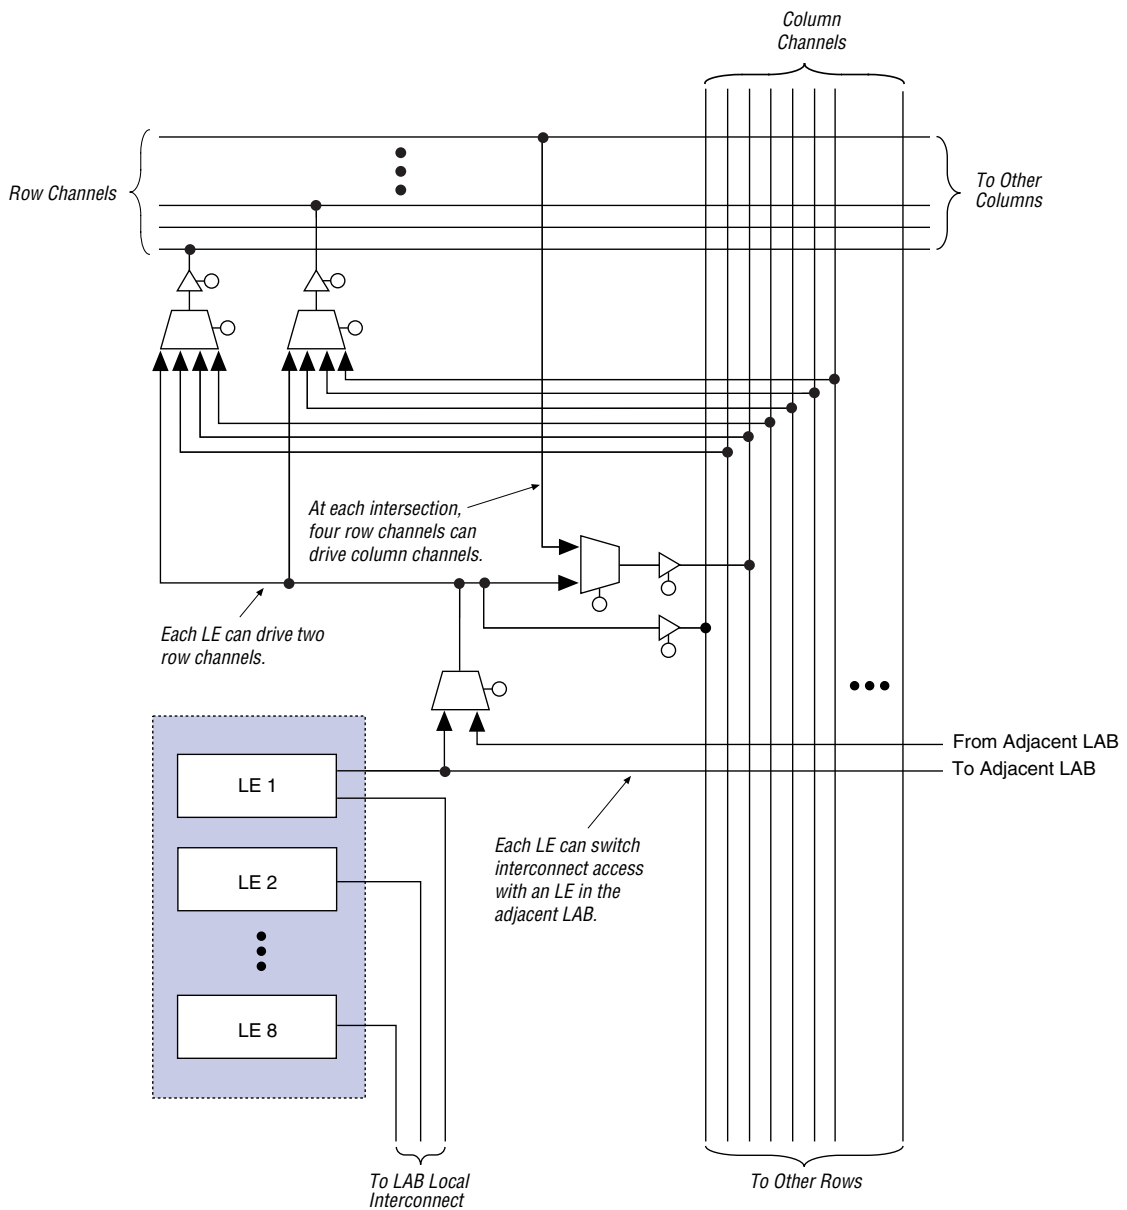 Column
Channels
Row Channels
To Other
Columns
At each intersection,
four row channels can
drive column channels.
Each LE can drive two
row channels.
From Adjacent LAB
To Adjacent LAB
LE 1
Each LE can switch
interconnect access
with an LE in the
adjacent LAB.
LE 2
LE 8
To LAB Local
Interconnect
To Other Rows